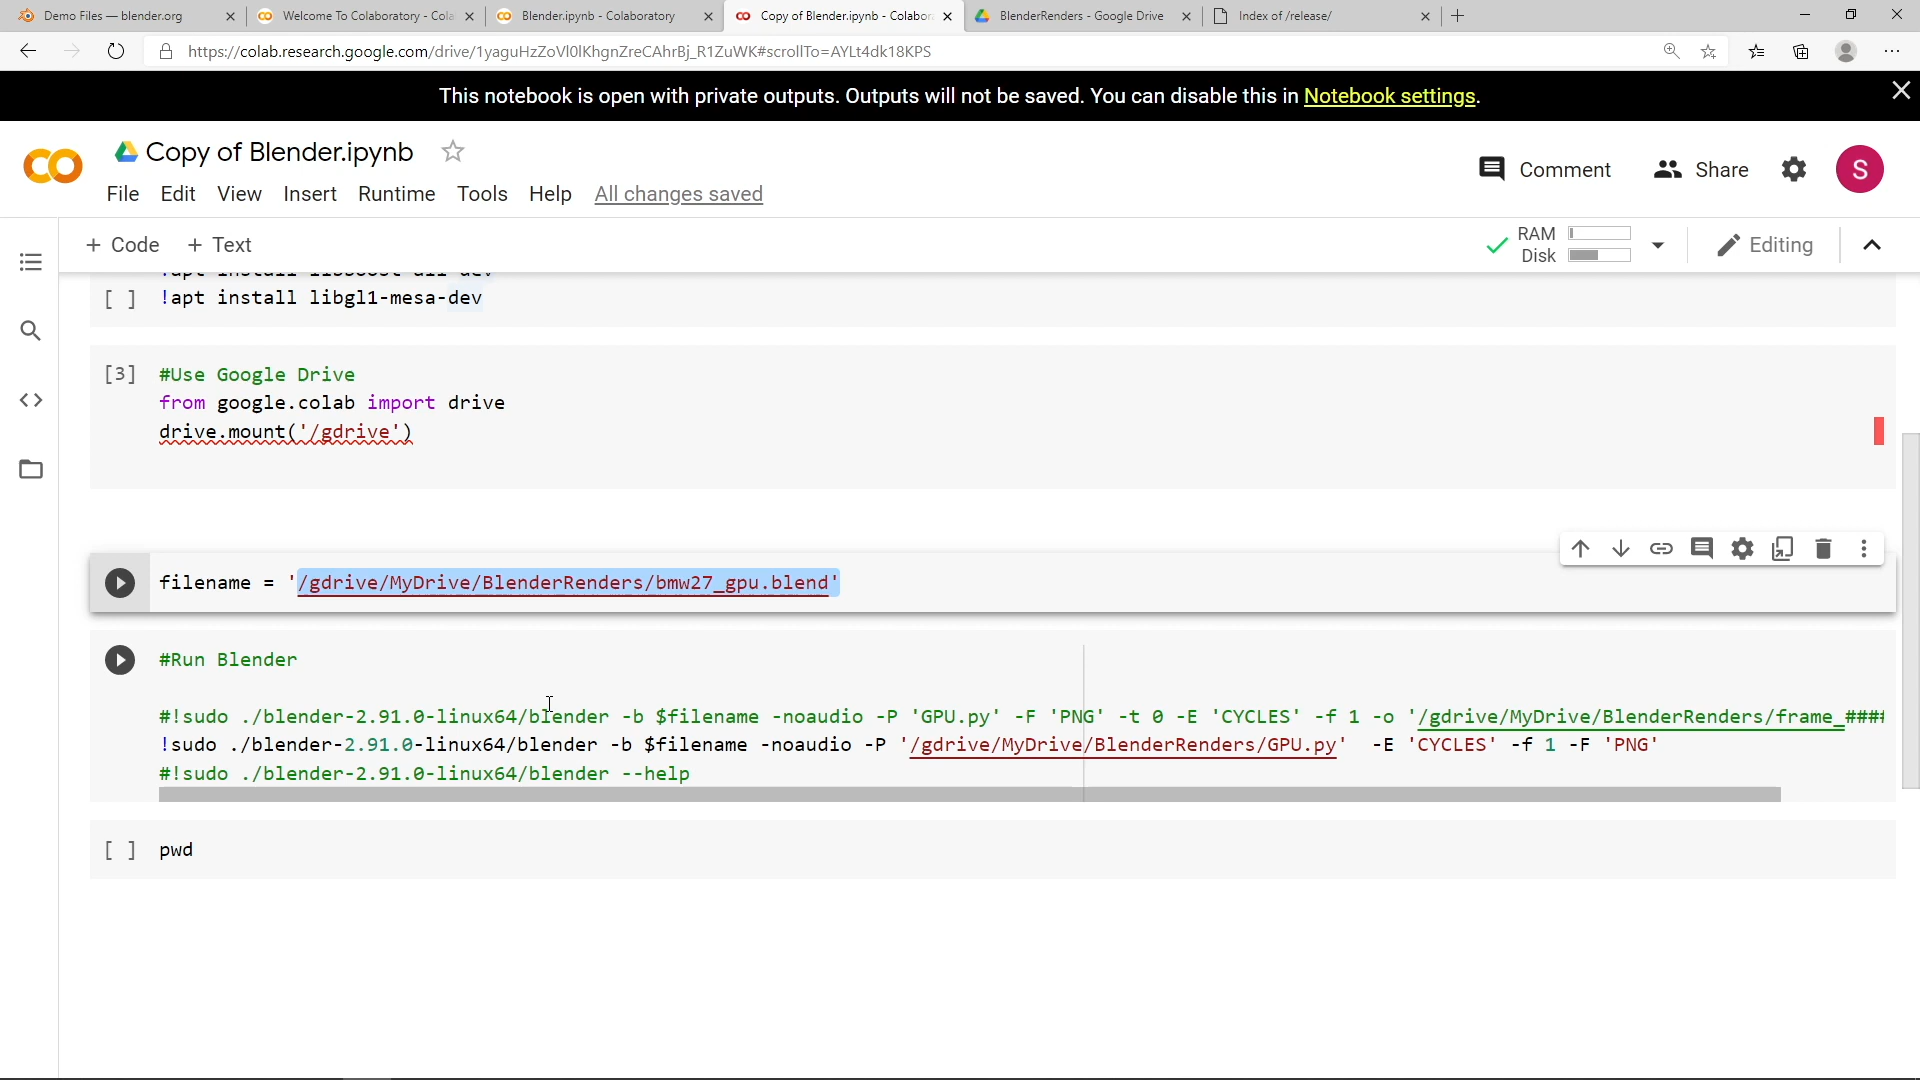 Demo Files — blender.org
Welcome To Colaboratory - Cola
Blender.ipynb - Colaboratory
Copy of Blender.ipynb - Colabor
BlenderRenders - Google Drive
Index of /release/
https://colab.research.google.com/drive/1yaguHzZoVl0lKhgnZreCAhrBj_R1ZuWK#scrollTo=AYLt4dk18KPS
This notebook is open with private outputs. Outputs will not be saved. You can disable this in Notebook settings.
Copy of Blender.ipynb
Comment Share S
File Edit View Insert Runtime Tools Help All changes saved
+ Code + Text
RAM
Disk
Editing
[ ] !apt install libgl1-mesa-dev
[3] #Use Google Drive
from google.colab import drive
drive.mount('/gdrive')
filename = '/gdrive/MyDrive/BlenderRenders/bmw27_gpu.blend'
#Run Blender
#!sudo ./blender-2.91.0-linux64/blender -b $filename -noaudio -P 'GPU.py' -F 'PNG' -t 0 -E 'CYCLES' -f 1 -o '/gdrive/MyDrive/BlenderRenders/frame_####
!sudo ./blender-2.91.0-linux64/blender -b $filename -noaudio -P '/gdrive/MyDrive/BlenderRenders/GPU.py'  -E 'CYCLES' -f 1 -F 'PNG'
#!sudo ./blender-2.91.0-linux64/blender --help
[ ] pwd